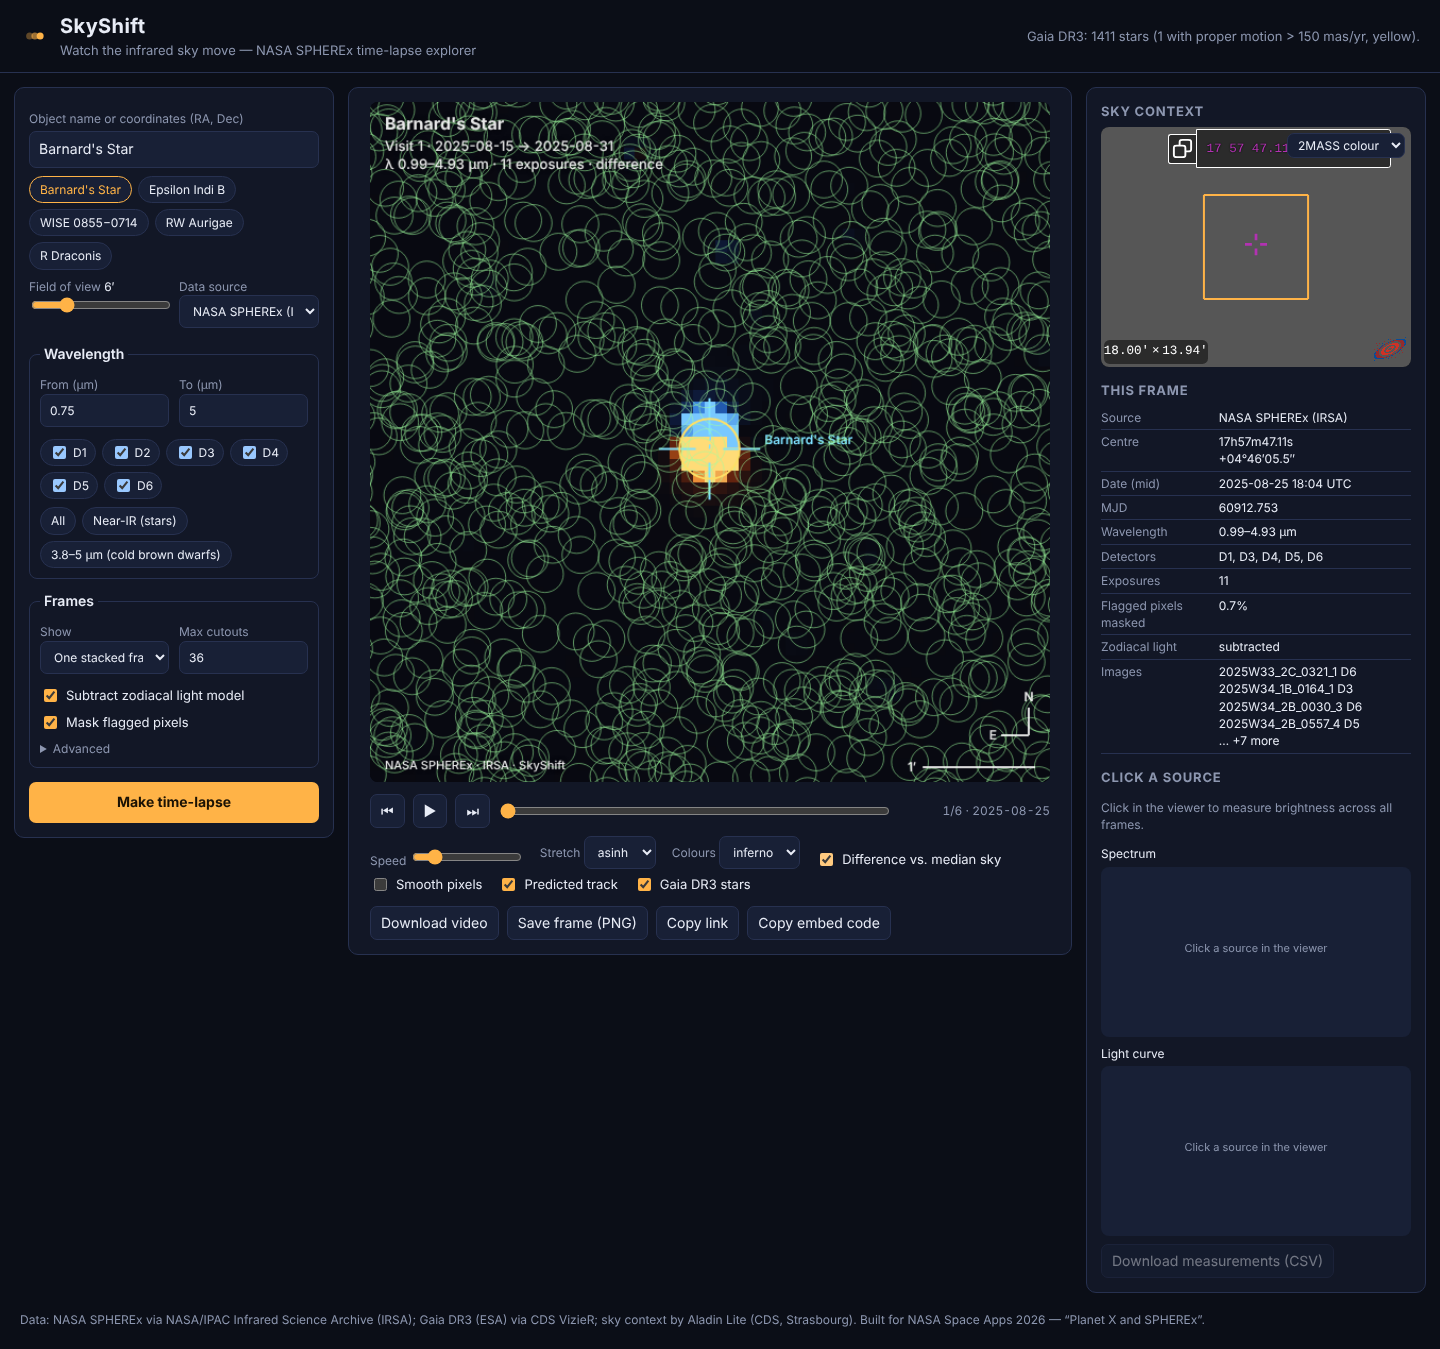 SkyShift
Watch the infrared sky move — NASA SPHEREx time-lapse explorer
Gaia DR3: 1411 stars (1 with proper motion > 150 mas/yr, yellow).
Object name or coordinates (RA, Dec)
Barnard's Star
Barnard's Star
Epsilon Indi B
WISE 0855−0714
RW Aurigae
R Draconis
Field of view 6′
Data source
NASA SPHEREx (I
Wavelength
From (µm)
To (µm)
0.75
5
D1
D2
D3
D4
D5
D6
All
Near-IR (stars)
3.8–5 µm (cold brown dwarfs)
Frames
Show
Max cutouts
One stacked fra
36
Subtract zodiacal light model
Mask flagged pixels
Advanced
Make time-lapse
Barnard's Star
Visit 1 · 2025-08-15 → 2025-08-31
λ 0.99–4.93 µm · 11 exposures · difference
Barnard's Star
N
E
1′
NASA SPHEREx · IRSA · SkyShift
1/6 · 2025-08-25
Speed
Stretch
asinh
Colours
inferno
Difference vs. median sky
Smooth pixels
Predicted track
Gaia DR3 stars
Download video
Save frame (PNG)
Copy link
Copy embed code
SKY CONTEXT
17 57 47.11
2MASS colour
18.00' × 13.94'
THIS FRAME
Source
NASA SPHEREx (IRSA)
Centre
17h57m47.11s
+04°46′05.5″
Date (mid)
2025-08-25 18:04 UTC
MJD
60912.753
Wavelength
0.99–4.93 µm
Detectors
D1, D3, D4, D5, D6
Exposures
11
Flagged pixels
masked
0.7%
Zodiacal light
subtracted
Images
2025W33_2C_0321_1 D6
2025W34_1B_0164_1 D3
2025W34_2B_0030_3 D6
2025W34_2B_0557_4 D5
… +7 more
CLICK A SOURCE
Click in the viewer to measure brightness across all
frames.
Spectrum
Click a source in the viewer
Light curve
Click a source in the viewer
Download measurements (CSV)
Data: NASA SPHEREx via NASA/IPAC Infrared Science Archive (IRSA); Gaia DR3 (ESA) via CDS VizieR; sky context by Aladin Lite (CDS, Strasbourg). Built for NASA Space Apps 2026 — “Planet X and SPHEREx”.